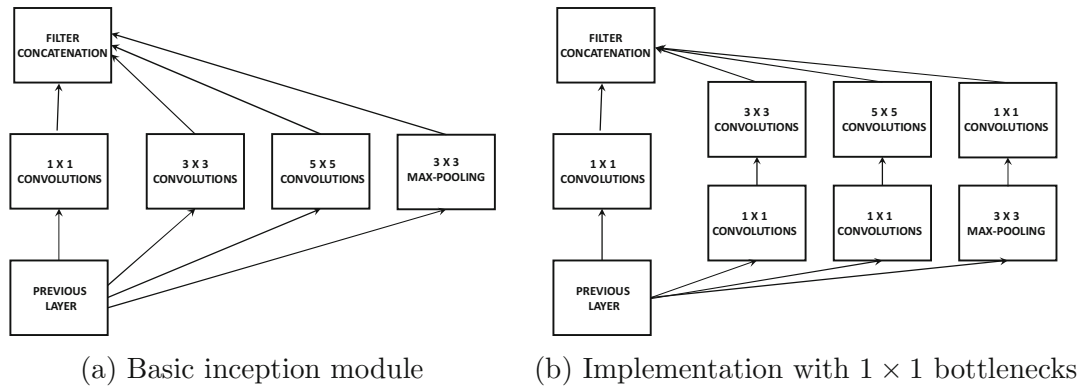 FILTER
CONCATENATION
1 X 1
CONVOLUTIONS
3 X 3
CONVOLUTIONS
5 X 5
CONVOLUTIONS
3 X 3
MAX-POOLING
PREVIOUS
LAYER
(a) Basic inception module
FILTER
CONCATENATION
3 X 3
CONVOLUTIONS
5 X 5
CONVOLUTIONS
1 X 1
CONVOLUTIONS
1 X 1
CONVOLUTIONS
1 X 1
CONVOLUTIONS
1 X 1
CONVOLUTIONS
3 X 3
MAX-POOLING
PREVIOUS
LAYER
(b) Implementation with 1 × 1 bottlenecks